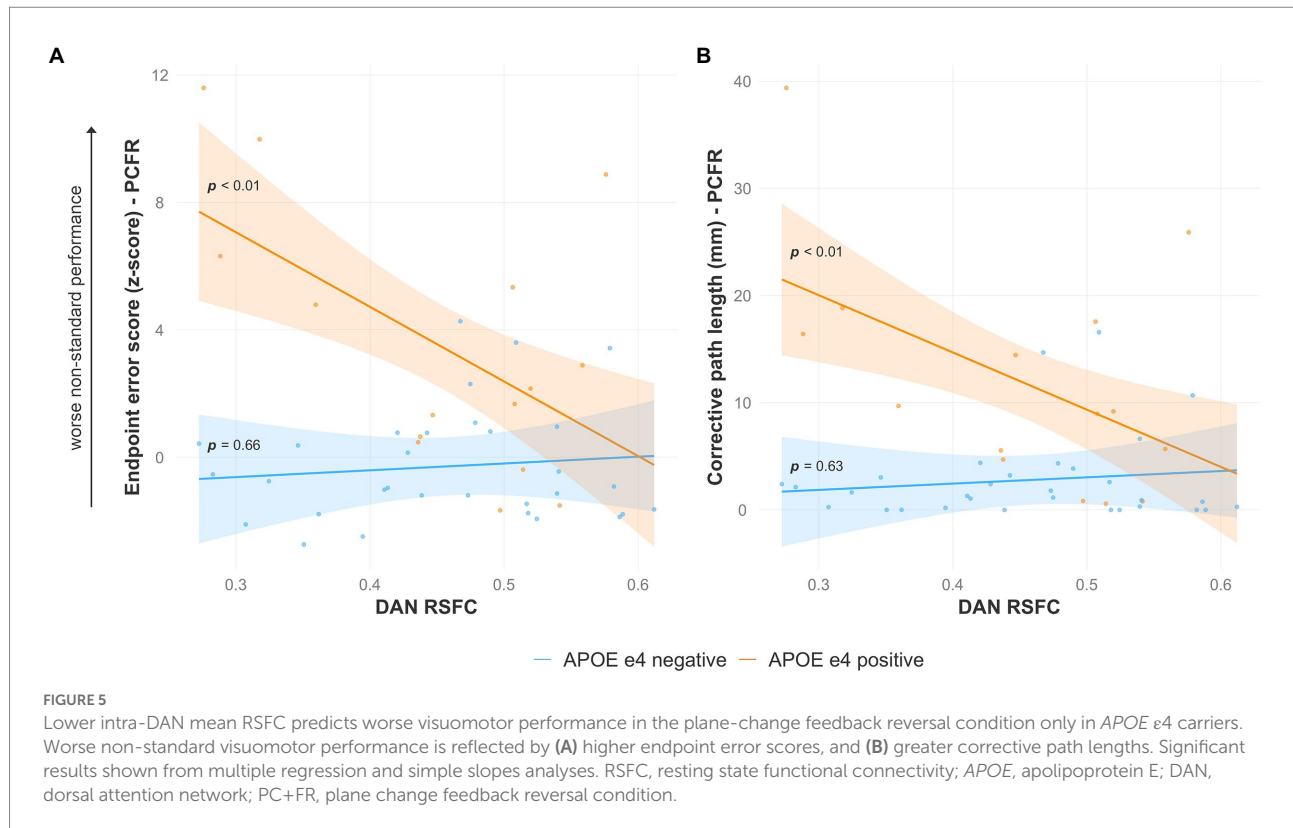 A
B
worse non-standard performance
Endpoint error score (z-score) - PCFR
12
8
4
0
p < 0.01
p = 0.66
0.3
0.4
0.5
0.6
DAN RSFC
Corrective path length (mm) - PCFR
40
30
20
10
0
p < 0.01
p = 0.63
0.3
0.4
0.5
0.6
DAN RSFC
APOE e4 negative
APOE e4 positive
FIGURE 5
Lower intra-DAN mean RSFC predicts worse visuomotor performance in the plane-change feedback reversal condition only in APOE ε4 carriers.
Worse non-standard visuomotor performance is reflected by (A) higher endpoint error scores, and (B) greater corrective path lengths. Significant
results shown from multiple regression and simple slopes analyses. RSFC, resting state functional connectivity; APOE, apolipoprotein E; DAN,
dorsal attention network; PC+FR, plane change feedback reversal condition.